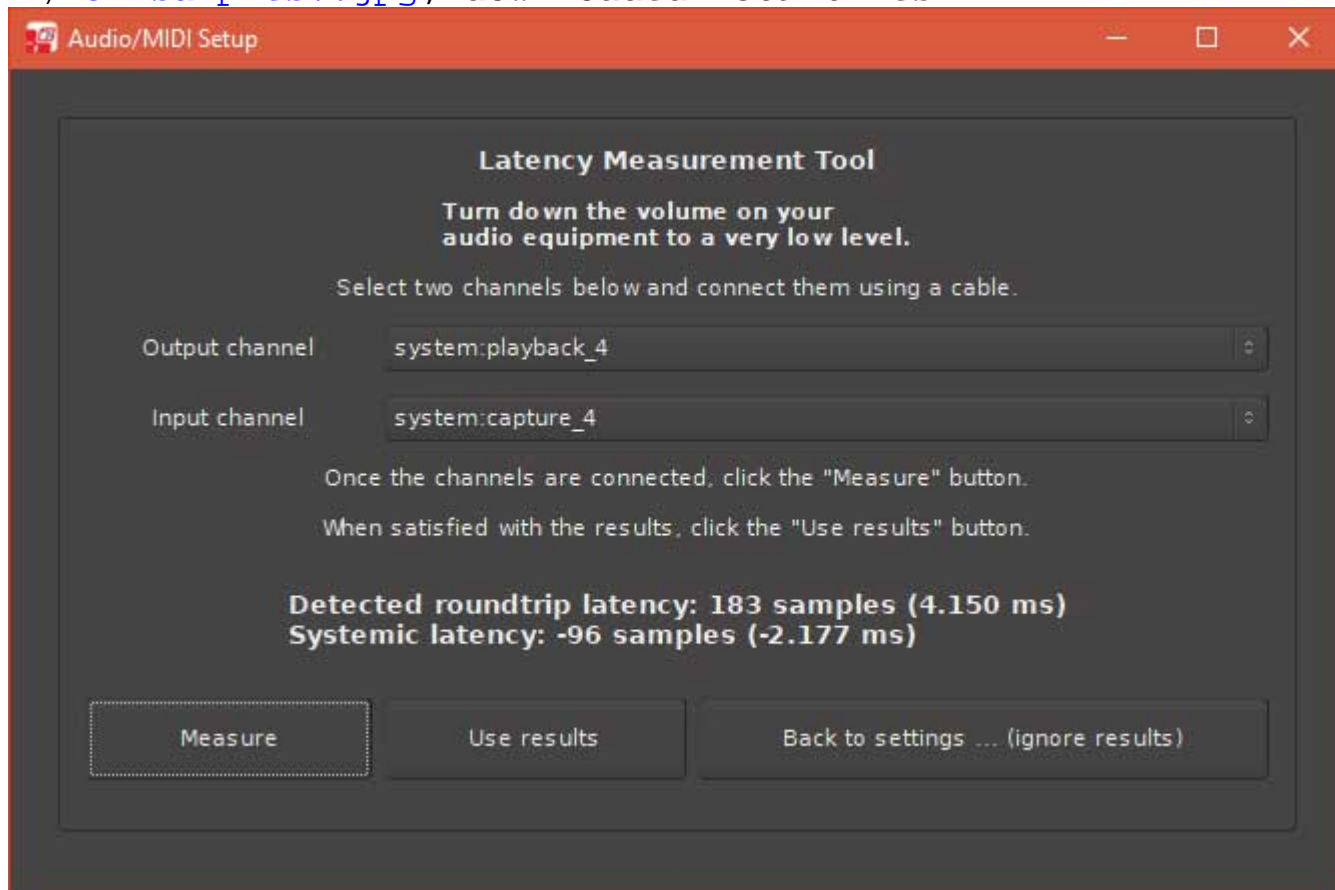 Audio/MIDI Setup
Latency Measurement Tool
Turn down the volume on your
audio equipment to a very low level.
Select two channels below and connect them using a cable.
Output channel system:playback_4
Input channel system:capture_4
Once the channels are connected, click the "Measure" button.
When satisfied with the results, click the "Use results" button.
Detected roundtrip latency: 183 samples (4.150 ms)
Systemic latency: -96 samples (-2.177 ms)
Measure Use results Back to settings ... (ignore results)